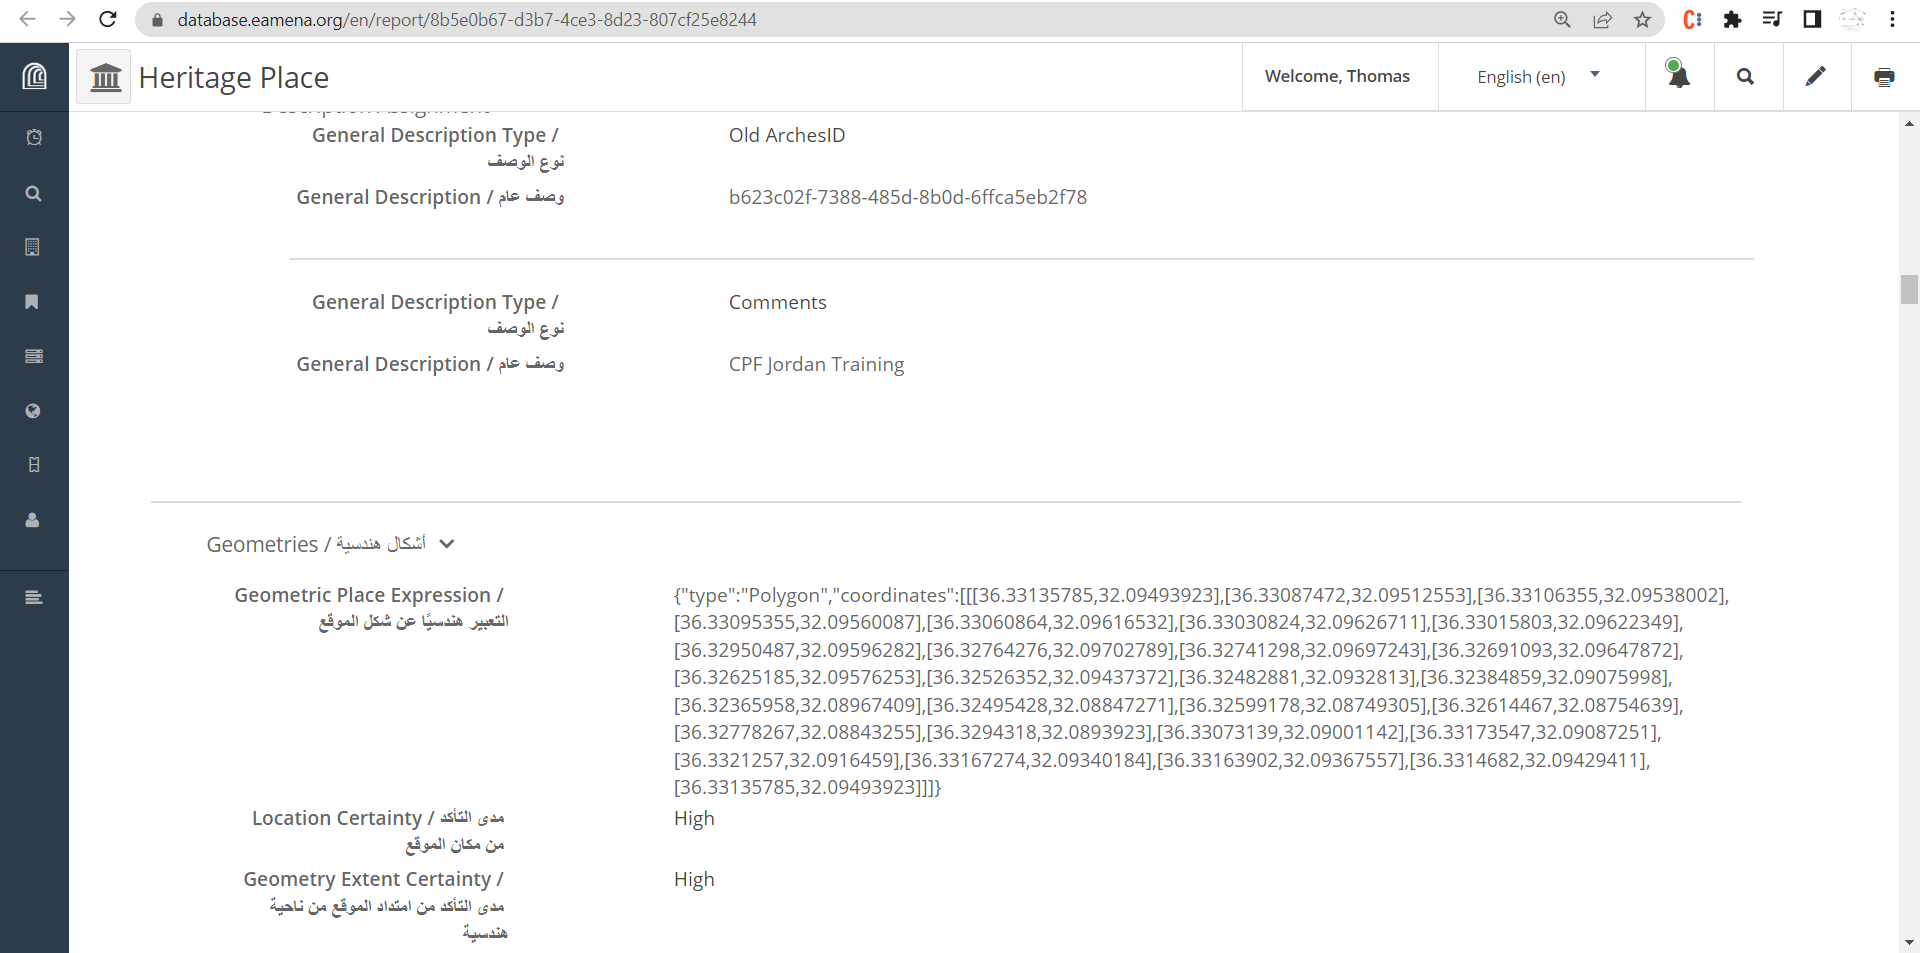 database.eamena.org/en/report/8b5e0b67-d3b7-4ce3-8d23-807cf25e8244
Heritage Place
Welcome, Thomas
English (en)
General Description Type /
نوع الوصف
Old ArchesID
General Description / وصف عام
b623c02f-7388-485d-8b0d-6ffca5eb2f78
General Description Type /
نوع الوصف
Comments
General Description / وصف عام
CPF Jordan Training
Geometries / أشكال هندسية
Geometric Place Expression /
التعبير هندسيًا عن شكل الموقع
{"type":"Polygon","coordinates":[[[36.33135785,32.09493923],[36.33087472,32.09512553],[36.33106355,32.09538002],
[36.33095355,32.09560087],[36.33060864,32.09616532],[36.33030824,32.09626711],[36.33015803,32.09622349],
[36.32950487,32.09596282],[36.32764276,32.09702789],[36.32741298,32.09697243],[36.32691093,32.09647872],
[36.32625185,32.09576253],[36.32526352,32.09437372],[36.32482881,32.0932813],[36.32384859,32.09075998],
[36.32365958,32.08967409],[36.32495428,32.08847271],[36.32599178,32.08749305],[36.32614467,32.08754639],
[36.32778267,32.08843255],[36.3294318,32.0893923],[36.33073139,32.09001142],[36.33173547,32.09087251],
[36.3321257,32.0916459],[36.33167274,32.09340184],[36.33163902,32.09367557],[36.3314682,32.09429411],
[36.33135785,32.09493923]]]}
Location Certainty / مدى التأكد
من مكان الموقع
High
Geometry Extent Certainty /
مدى التأكد من امتداد الموقع من ناحية
هندسية
High